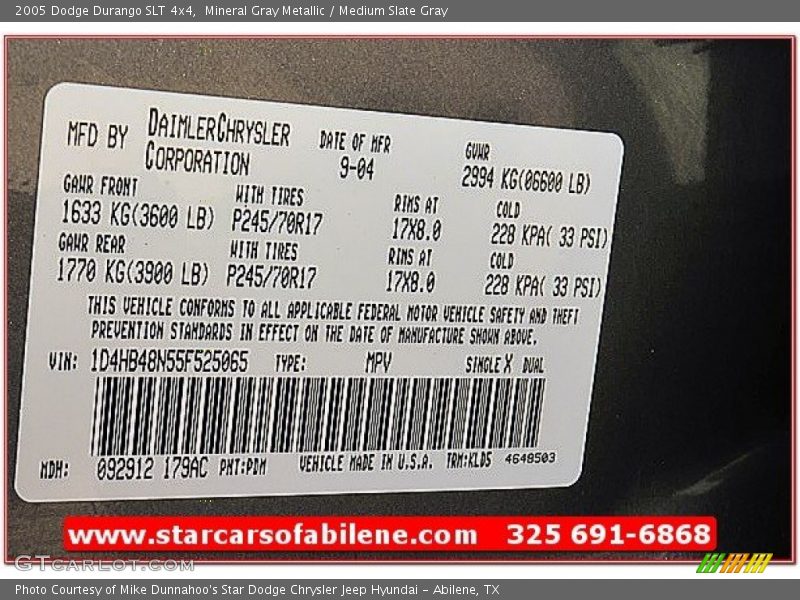 2005 Dodge Durango SLT 4x4, Mineral Gray Metallic / Medium Slate Gray
MFD BY DAIMLERCHRYSLER CORPORATION DATE OF MFR 9-04 GVWR 2994 KG(06600 LB)
GAWR FRONT WITH TIRES RIMS AT COLD
1633 KG(3600 LB) P245/70R17 17X8.0 228 KPA( 33 PSI)
GAWR REAR WITH TIRES RIMS AT COLD
1770 KG(3900 LB) P245/70R17 17X8.0 228 KPA( 33 PSI)
THIS VEHICLE CONFORMS TO ALL APPLICABLE FEDERAL MOTOR VEHICLE SAFETY AND THEFT
PREVENTION STANDARDS IN EFFECT ON THE DATE OF MANUFACTURE SHOWN ABOVE.
VIN: 1D4HB48N55F525065 TYPE: MPV SINGLE X DUAL
MDH: 092912 179AC PNT:PDM VEHICLE MADE IN U.S.A. TRM:KLDS 4648503
www.starcarsofabilene.com 325 691-6868
GTCARLOT.COM
Photo Courtesy of Mike Dunnahoo's Star Dodge Chrysler Jeep Hyundai - Abilene, TX